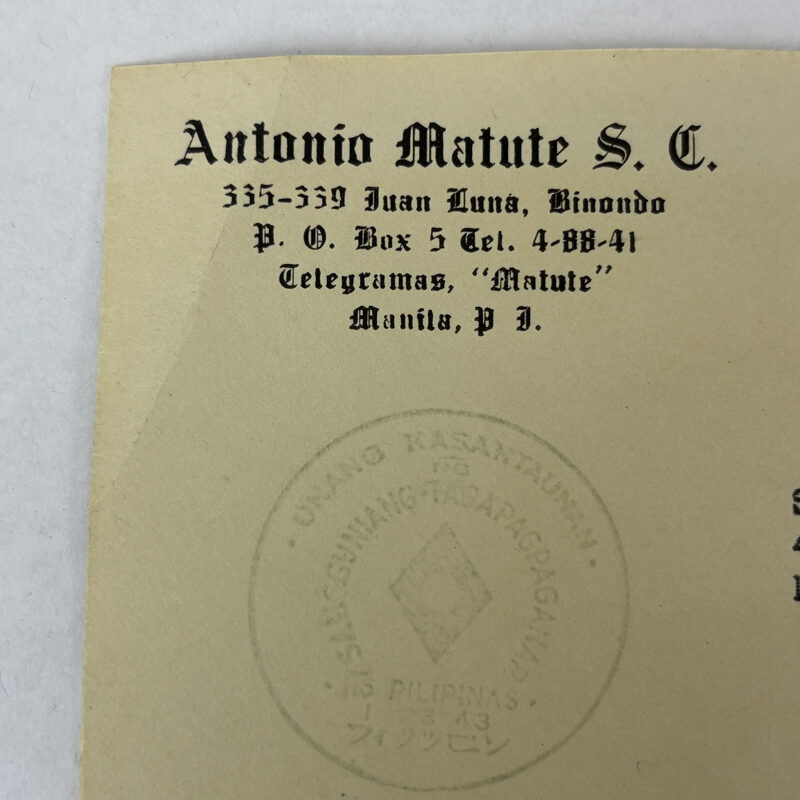 Antonio Matute S. C.
335-339 Juan Luna, Binondo
P. O. Box 5 Tel. 4-88-41
Telegramas, "Matute"
Manila, P I.
• UNANG KASANTAUNAN •
NG
SANGGUNIANG-TAGAPAGPAGANAP
• NG PILIPINAS •
1 23 43
フィリッピン